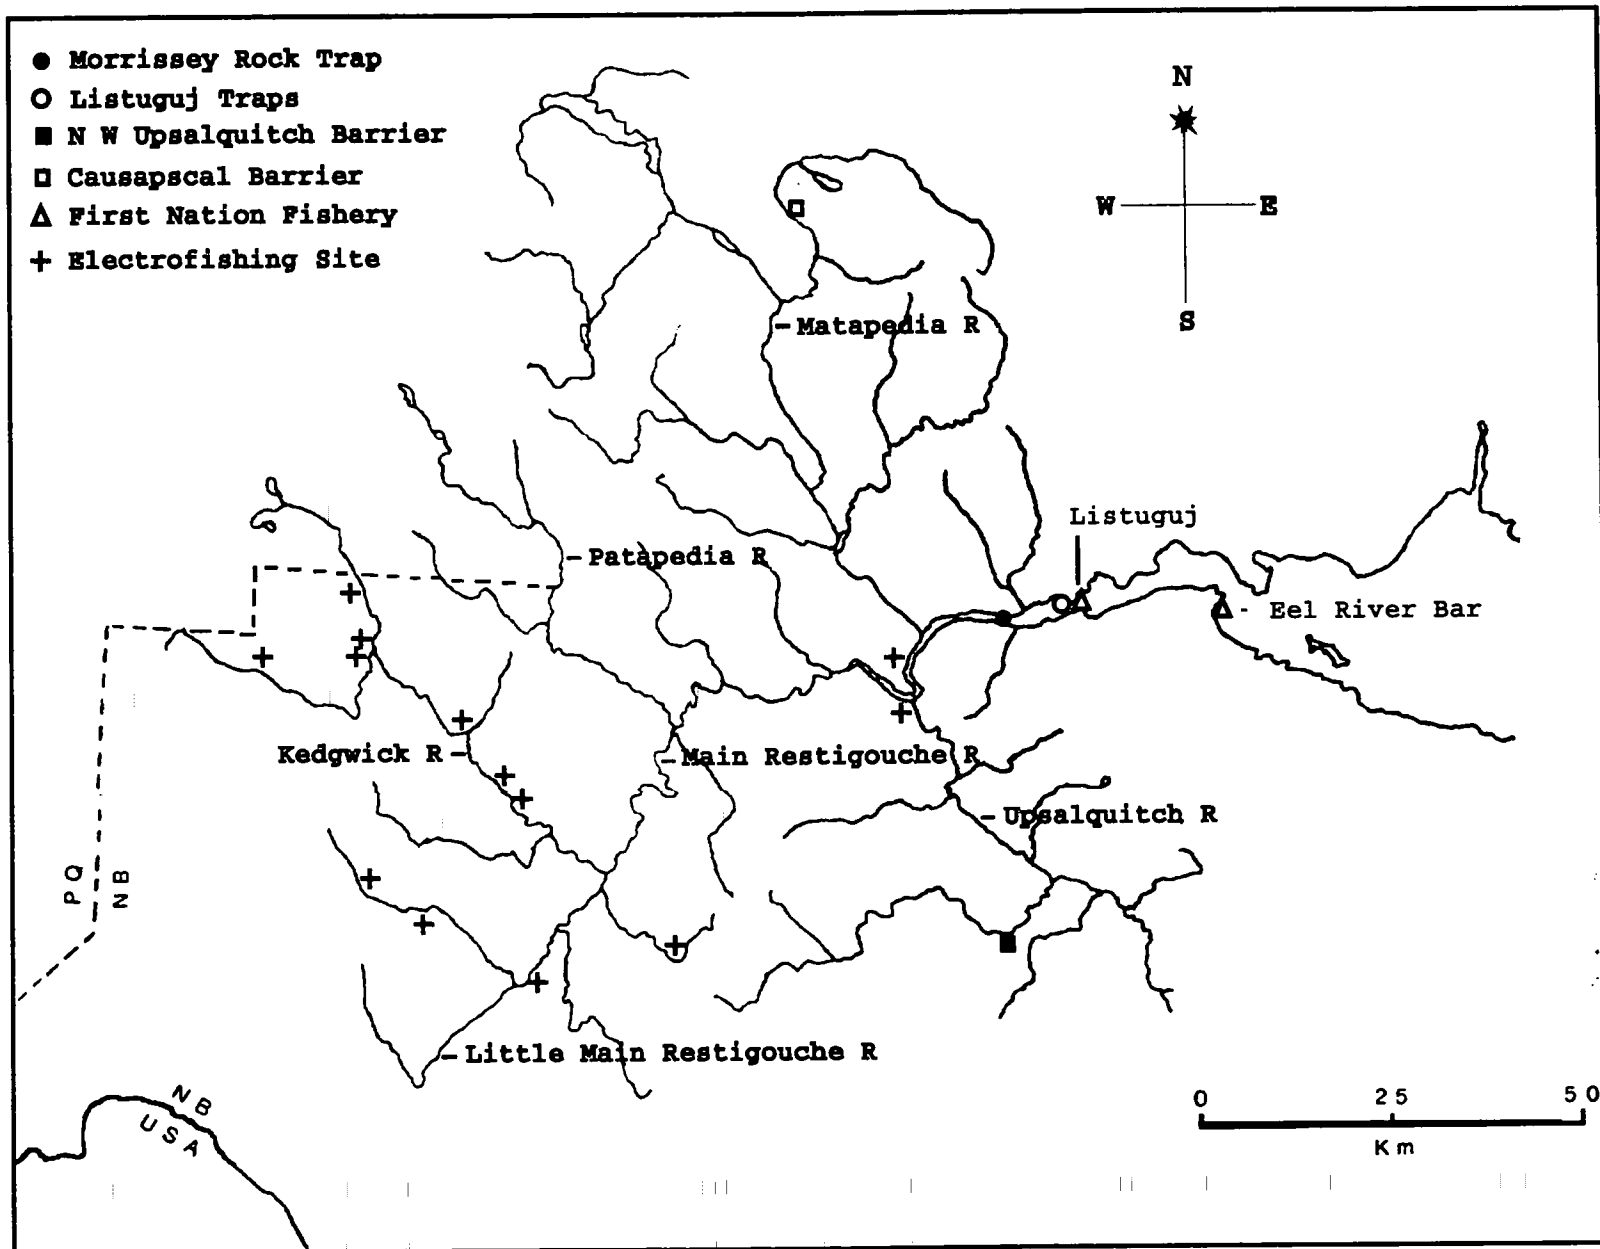 Morrissey Rock Trap
Listuguj Traps
N W Upsalquitch Barrier
Causapscal Barrier
First Nation Fishery
Electrofishing Site
N
W E
S
Matapedia R
Listuguj
Patapedia R
Eel River Bar
Kedgwick R
Main Restigouche R
Upsalquitch R
PQ
NB
Little Main Restigouche R
NB
USA
0 25 50
Km